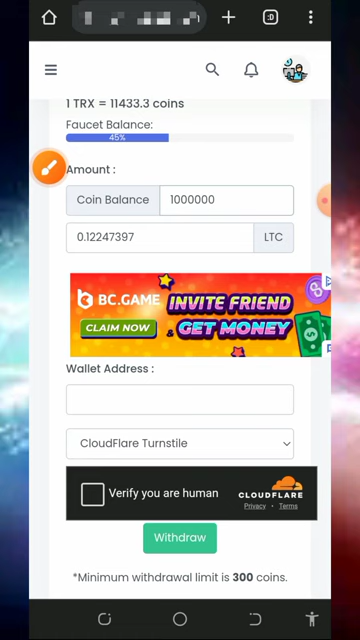 :D
1 TRX = 11433.3 coins
Faucet Balance:
45%
Amount :
Coin Balance 1000000
0.12247397 LTC
BC.GAME INVITE FRIEND
CLAIM NOW & GET MONEY
Wallet Address :
CloudFlare Turnstile
Verify you are human
CLOUDFLARE
Privacy • Terms
Withdraw
*Minimum withdrawal limit is 300 coins.